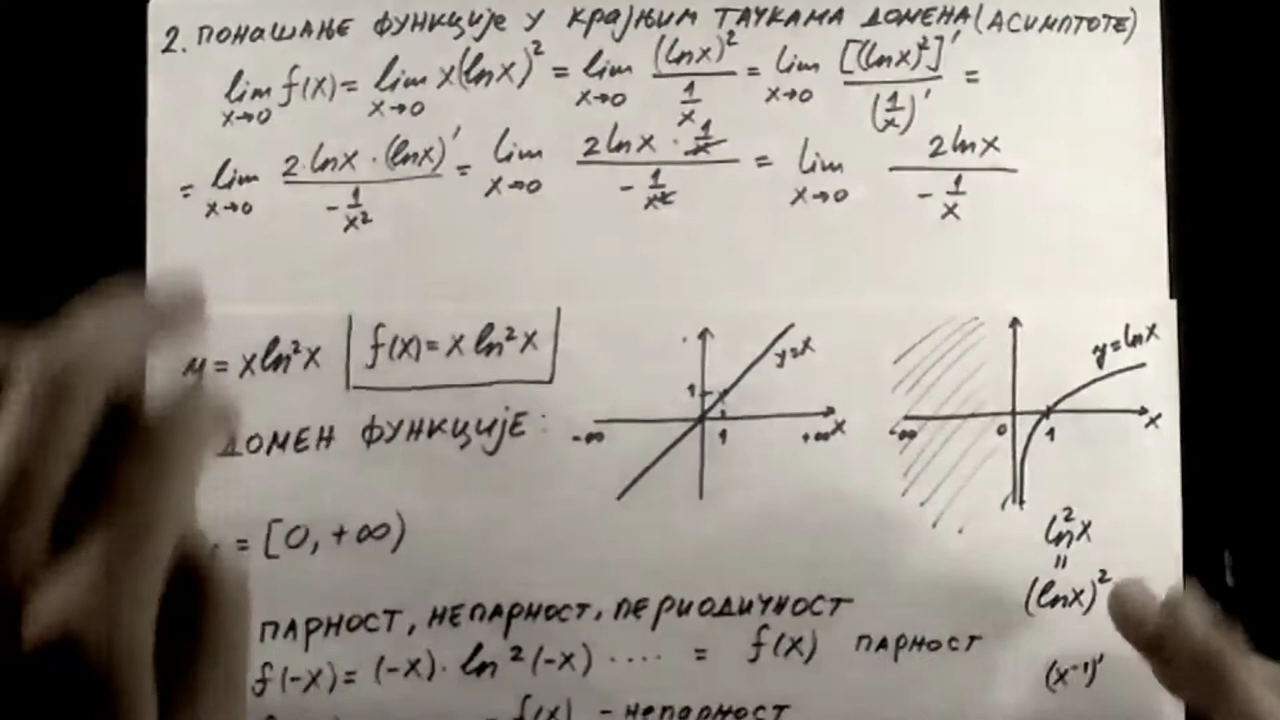 2. ПОНАШАЊЕ ФУНКЦИЈЕ У КРАЈЊИМ ТАЧКАМА ДОМЕНА (АСИМПТОТЕ)
lim x→0 f(x) = lim x→0 x(lnx)² = lim x→0 (lnx)² / (1/x) = lim x→0 [(lnx)²]' / (1/x)' =
= lim x→0 2·lnx·(lnx)' / (-1/x²) = lim x→0 2lnx · 1/x / (-1/x²) = lim x→0 2lnx / (-1/x)
y = xln²x f(x) = x ln²x
y=x
1
1
-∞
+∞
x
y=lnx
-∞
0
1
x
ДОМЕН ФУНКЦИЈЕ:
= [0, +∞)
ln²x
=
(lnx)²
ПАРНОСТ, НЕПАРНОСТ, ПЕРИОДИЧНОСТ
f(-x) = (-x) · ln²(-x) .... = f(x) ПАРНОСТ
(x⁻¹)'
f(x) - НЕПАРНОСТ